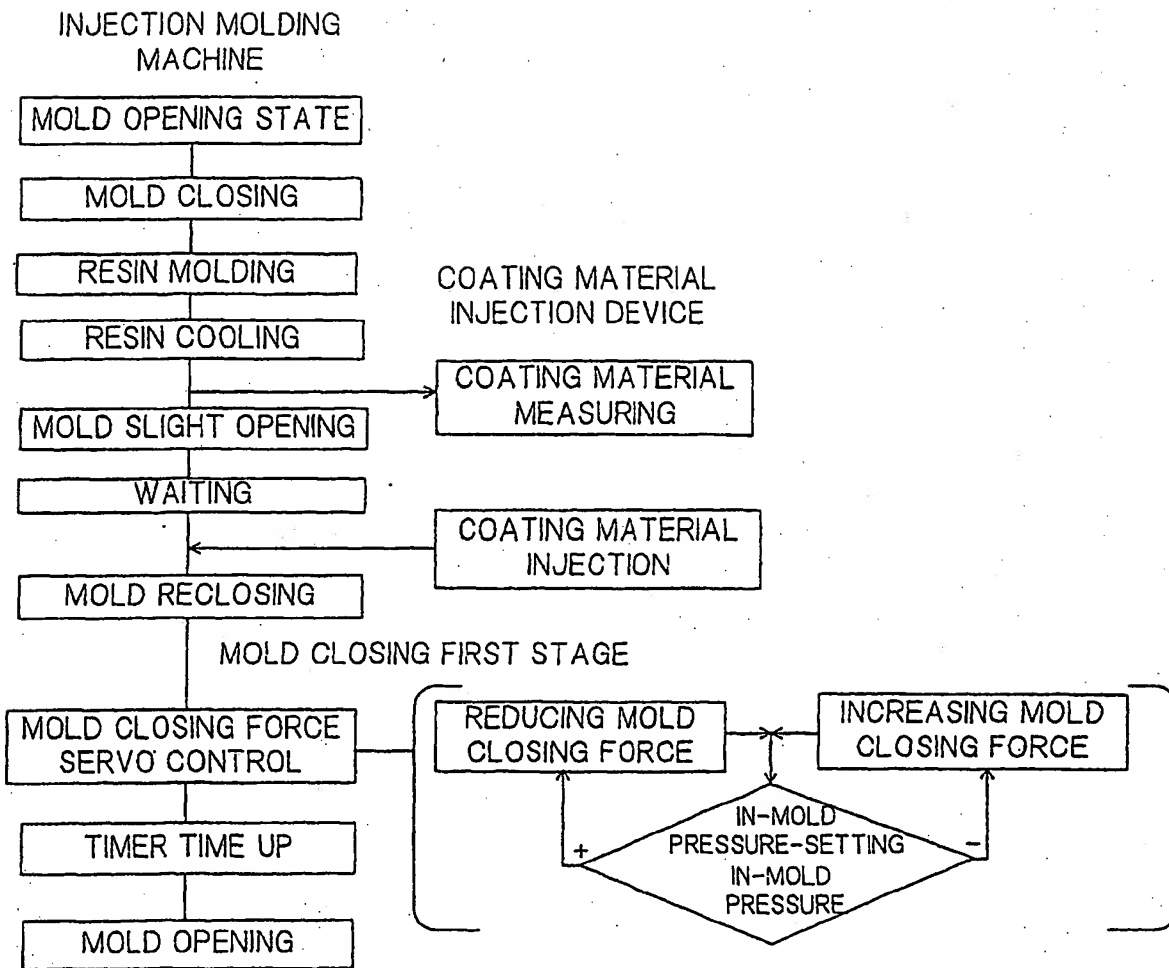 INJECTION MOLDING
MACHINE
MOLD OPENING STATE
MOLD CLOSING
RESIN MOLDING
RESIN COOLING
COATING MATERIAL
INJECTION DEVICE
COATING MATERIAL
MEASURING
MOLD SLIGHT OPENING
WAITING
COATING MATERIAL
INJECTION
MOLD RECLOSING
MOLD CLOSING FIRST STAGE
MOLD CLOSING FORCE
SERVO CONTROL
REDUCING MOLD
CLOSING FORCE
INCREASING MOLD
CLOSING FORCE
IN-MOLD
PRESSURE-SETTING
IN-MOLD
PRESSURE
+
-
TIMER TIME UP
MOLD OPENING